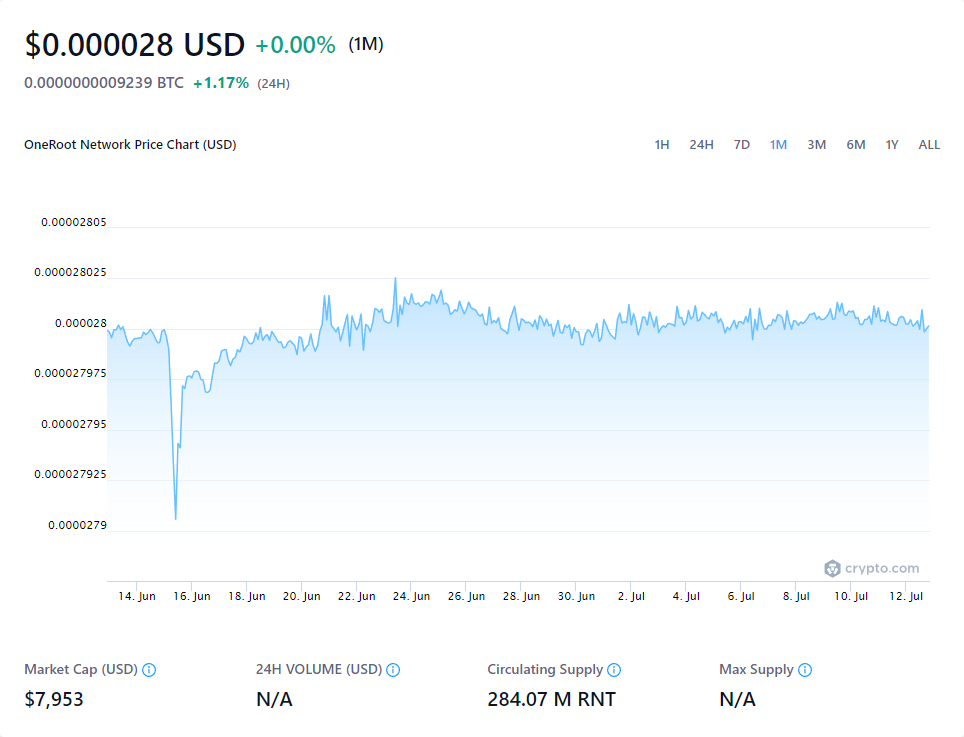 $0.000028 USD +0.00% (1M)
0.0000000009239 BTC +1.17% (24H)
OneRoot Network Price Chart (USD)
1H 24H 7D 1M 3M 6M 1Y ALL
0.00002805
0.000028025
0.000028
0.000027975
0.00002795
0.000027925
0.0000279
crypto.com
14. Jun 16. Jun 18. Jun 20. Jun 22. Jun 24. Jun 26. Jun 28. Jun 30. Jun 2. Jul 4. Jul 6. Jul 8. Jul 10. Jul 12. Jul
Market Cap (USD) 24H VOLUME (USD) Circulating Supply Max Supply
$7,953 N/A 284.07 M RNT N/A